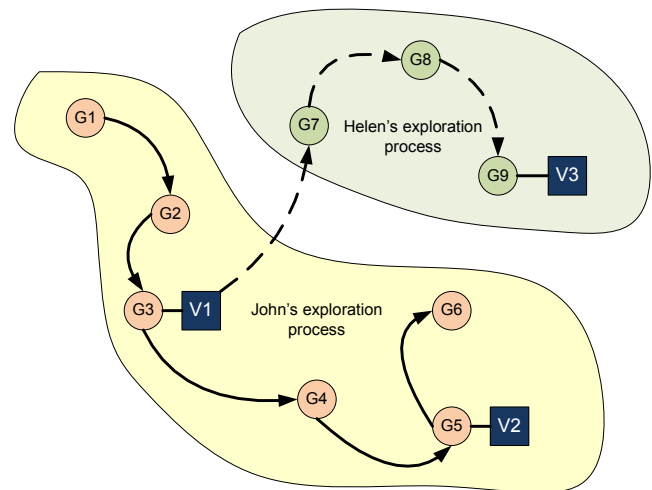 G8
G1
G7
Helen's exploration
process
G9
V3
G2
G3
V1
John's exploration
process
G6
G4
G5
V2